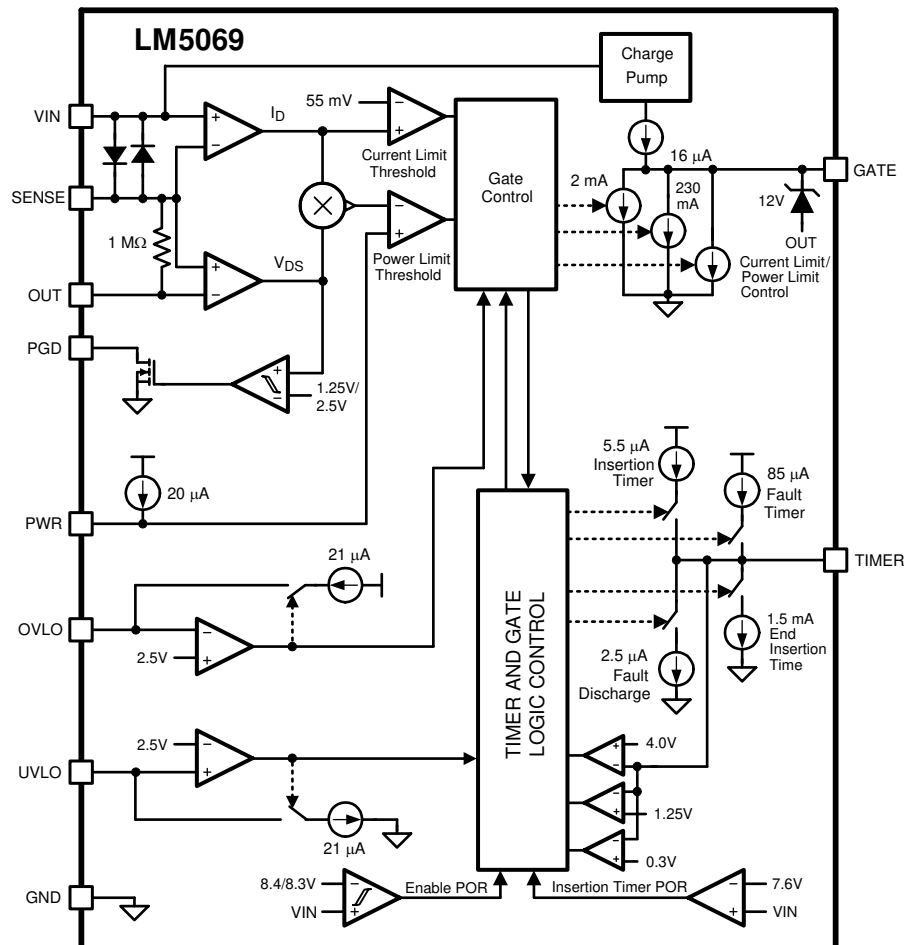 LM5069
Charge
Pump
VIN
I_D
55 mV
−
+
+
−
Current Limit
Threshold
Gate
Control
16 μA
GATE
2 mA
230
mA
12V
OUT
Current Limit/
Power Limit
Control
SENSE
1 MΩ
−
+
Power Limit
Threshold
V_DS
+
−
OUT
PGD
+
−
1.25V/
2.5V
20 μA
PWR
5.5 μA
Insertion
Timer
85 μA
Fault
Timer
TIMER
21 μA
OVLO
−
+
2.5V
TIMER AND GATE
LOGIC CONTROL
2.5 μA
Fault
Discharge
1.5 mA
End
Insertion
Time
2.5V
−
+
UVLO
21 μA
+
−
4.0V
−
+
1.25V
−
+
0.3V
GND
8.4/8.3V
−
VIN
+
Enable POR
Insertion Timer POR
−
7.6V
+
VIN